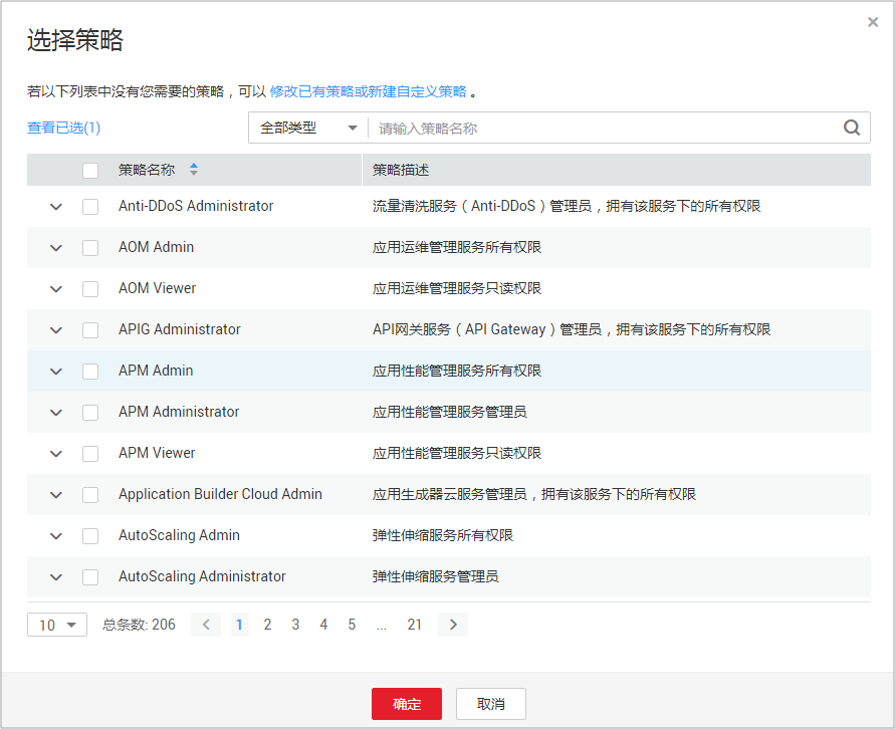 选择策略
若以下列表中没有您需要的策略，可以 修改已有策略或新建自定义策略 。
查看已选(1) 全部类型 请输入策略名称
策略名称 策略描述
Anti-DDoS Administrator 流量清洗服务（Anti-DDoS）管理员，拥有该服务下的所有权限
AOM Admin 应用运维管理服务所有权限
AOM Viewer 应用运维管理服务只读权限
APIG Administrator API网关服务（API Gateway）管理员，拥有该服务下的所有权限
APM Admin 应用性能管理服务所有权限
APM Administrator 应用性能管理服务管理员
APM Viewer 应用性能管理服务只读权限
Application Builder Cloud Admin 应用生成器云服务管理员，拥有该服务下的所有权限
AutoScaling Admin 弹性伸缩服务所有权限
AutoScaling Administrator 弹性伸缩服务管理员
10 总条数: 206 < 1 2 3 4 5 ... 21 >
确定 取消